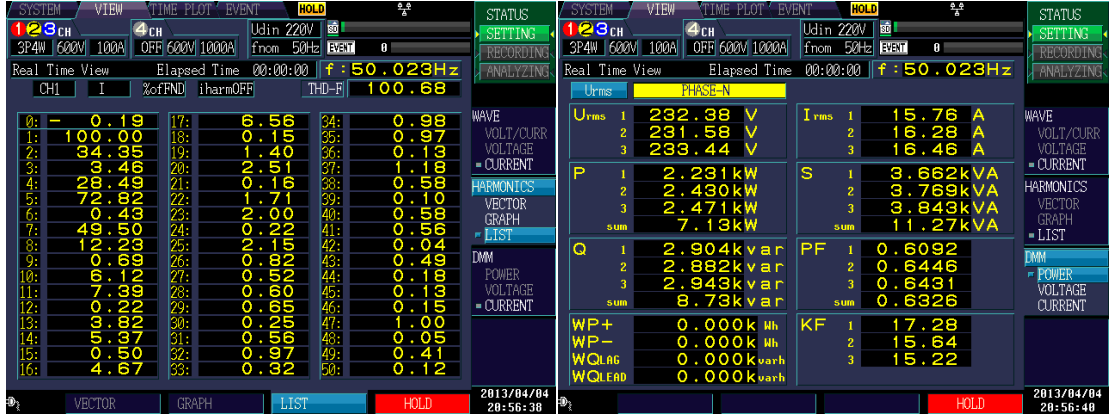 SYSTEM VIEW TIME PLOT EVENT HOLD
1 2 3 CH 4 CH Udin 220V SD
3P4W 600V 100A OFF 600V 1000A fnom 50Hz EVENT 0
Real Time View Elapsed Time 00:00:00 f:50.023Hz
CH1 I %ofFND iharmOFF THD-F 100.68
0: - 0.19 17: 6.56 34: 0.98
1: 100.00 18: 0.15 35: 0.97
2: 34.35 19: 1.40 36: 0.13
3: 3.46 20: 2.51 37: 1.18
4: 28.49 21: 0.16 38: 0.58
5: 72.82 22: 1.71 39: 0.10
6: 0.43 23: 2.00 40: 0.58
7: 49.50 24: 0.22 41: 0.56
8: 12.23 25: 2.15 42: 0.04
9: 0.69 26: 0.82 43: 0.49
10: 6.12 27: 0.52 44: 0.18
11: 7.39 28: 0.60 45: 0.13
12: 0.22 29: 0.65 46: 0.15
13: 3.82 30: 0.25 47: 1.00
14: 5.37 31: 0.56 48: 0.05
15: 0.50 32: 0.97 49: 0.41
16: 4.67 33: 0.32 50: 0.12
STATUS
SETTING
RECORDING
ANALYZING
WAVE
VOLT/CURR
VOLTAGE
CURRENT
HARMONICS
VECTOR
GRAPH
LIST
DMM
POWER
VOLTAGE
CURRENT
VECTOR GRAPH LIST HOLD
2013/04/04
20:56:38
SYSTEM VIEW TIME PLOT EVENT HOLD
1 2 3 CH 4 CH Udin 220V SD
3P4W 600V 100A OFF 600V 1000A fnom 50Hz EVENT 0
Real Time View Elapsed Time 00:00:00 f:50.023Hz
Urms PHASE-N
Urms 1 232.38 V Irms 1 15.76 A
2 231.58 V 2 16.28 A
3 233.44 V 3 16.46 A
P 1 2.231kW S 1 3.662kVA
2 2.430kW 2 3.769kVA
3 2.471kW 3 3.843kVA
sum 7.13kW sum 11.27kVA
Q 1 2.904kvar PF 1 0.6092
2 2.882kvar 2 0.6446
3 2.943kvar 3 0.6431
sum 8.73kvar sum 0.6326
WP+ 0.000k Wh KF 1 17.28
WP- 0.000k Wh 2 15.64
WQLAG 0.000k varh 3 15.22
WQLEAD 0.000k varh
STATUS
SETTING
RECORDING
ANALYZING
WAVE
VOLT/CURR
VOLTAGE
CURRENT
HARMONICS
VECTOR
GRAPH
LIST
DMM
POWER
VOLTAGE
CURRENT
HOLD
2013/04/04
20:56:40